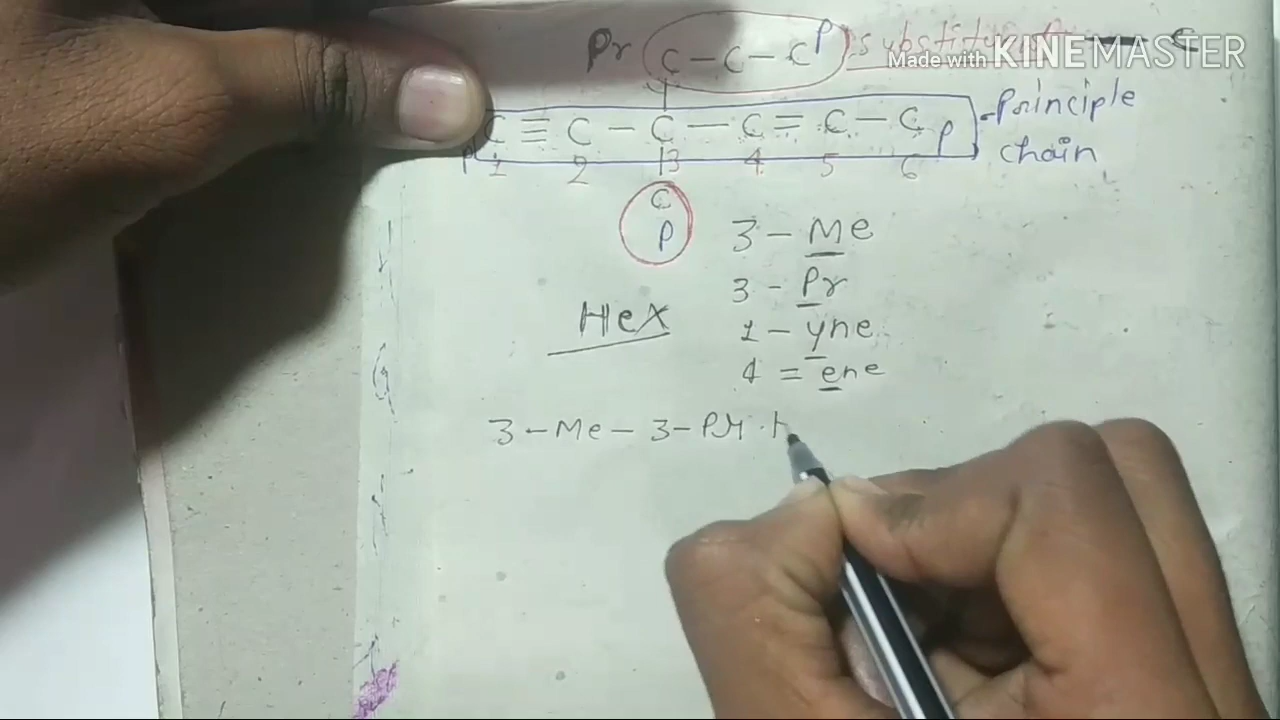 Pr C - C - C P
Made with KINEMASTER
C ≡ C - C - C = C - C P Principle
P 1 2 3 4 5 6 chain
C
P
3 - Me
3 - Pr
Hex
1 - yne
4 = ene
3 - Me - 3 - Pr.